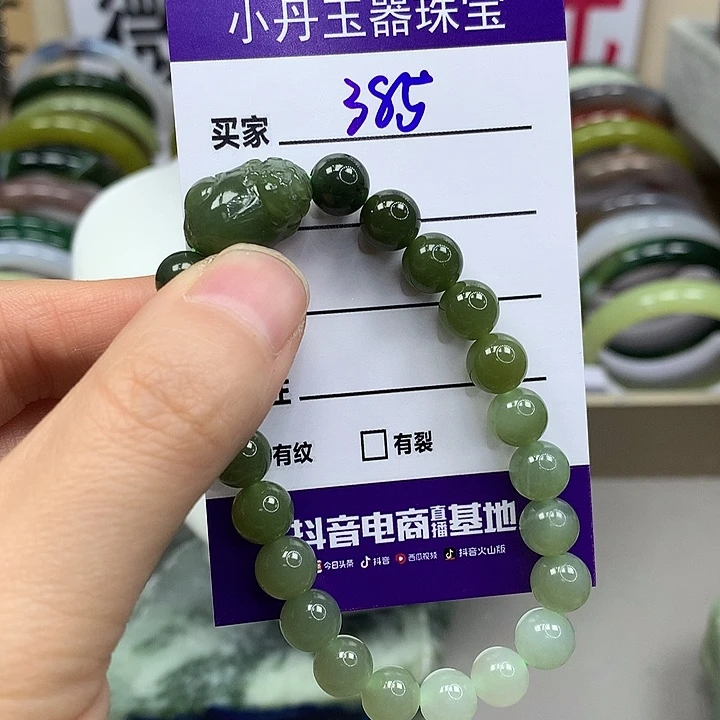 小丹玉器珠宝
买家 385
有纹 有裂
抖音电商直播基地
今日头条 抖音 西瓜视频 抖音火山版